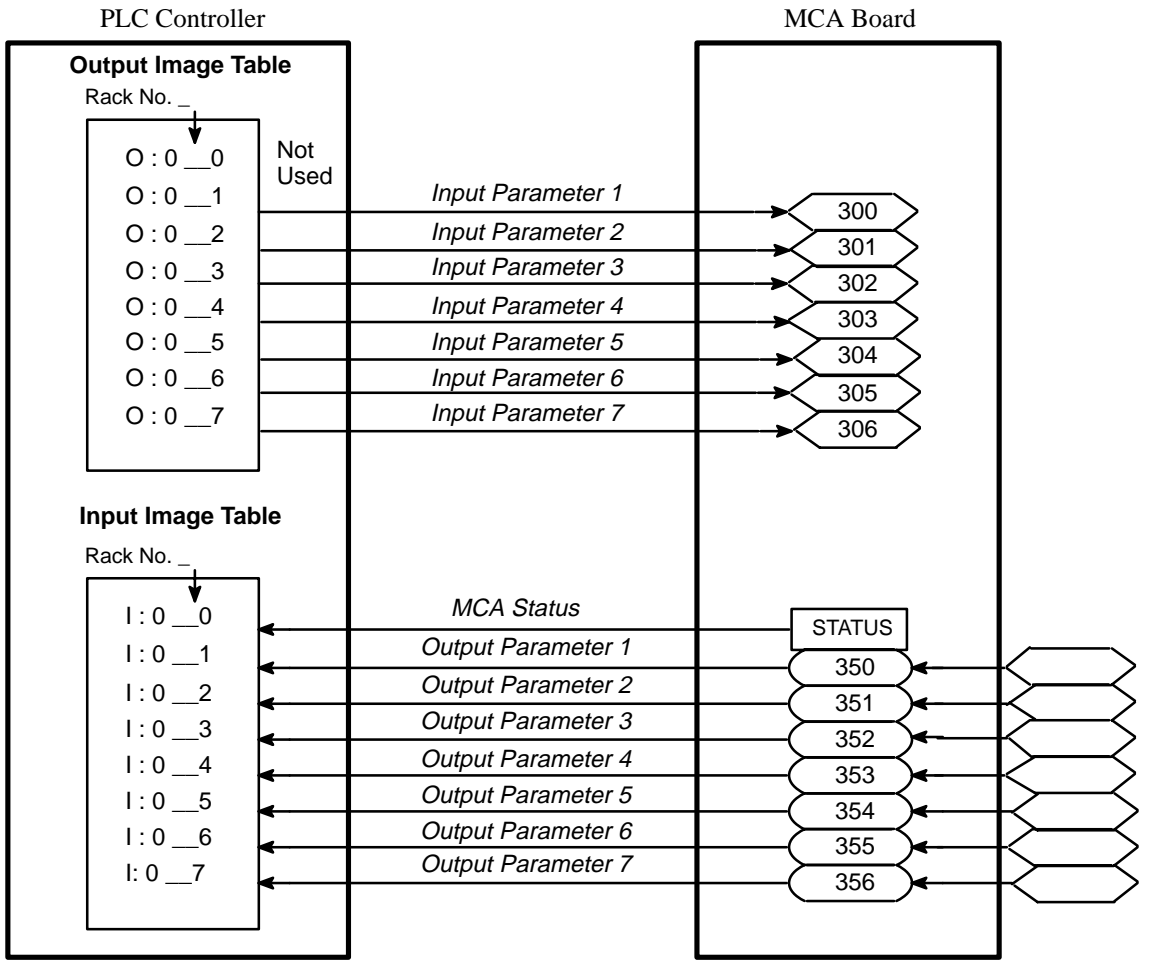 PLC Controller
MCA Board
Output Image Table
Rack No. _
O : 0 __0
Not
Used
O : 0 __1
Input Parameter 1
300
O : 0 __2
Input Parameter 2
301
O : 0 __3
Input Parameter 3
302
O : 0 __4
Input Parameter 4
303
O : 0 __5
Input Parameter 5
304
O : 0 __6
Input Parameter 6
305
O : 0 __7
Input Parameter 7
306
Input Image Table
Rack No. _
I : 0 __0
MCA Status
STATUS
I : 0 __1
Output Parameter 1
350
I : 0 __2
Output Parameter 2
351
I : 0 __3
Output Parameter 3
352
I : 0 __4
Output Parameter 4
353
I : 0 __5
Output Parameter 5
354
I : 0 __6
Output Parameter 6
355
I: 0 __7
Output Parameter 7
356